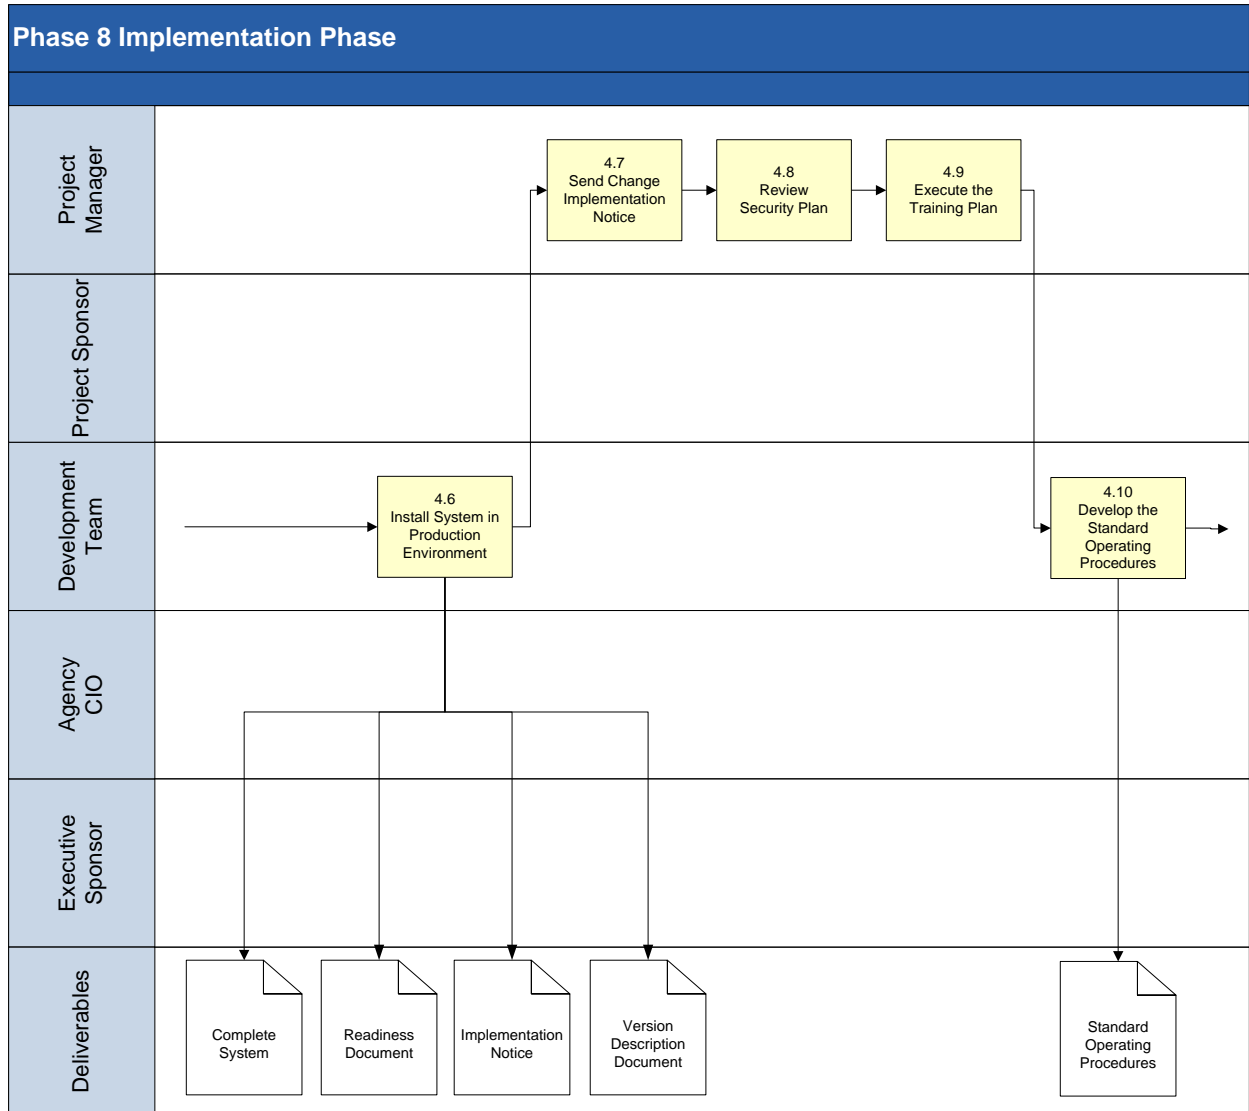 Phase 8 Implementation Phase
Project
Manager
4.7
Send Change
Implementation
Notice
4.8
Review
Security Plan
4.9
Execute the
Training Plan
Project Sponsor
Development
Team
4.6
Install System in
Production
Environment
4.10
Develop the
Standard
Operating
Procedures
Agency
CIO
Executive
Sponsor
Deliverables
Complete
System
Readiness
Document
Implementation
Notice
Version
Description
Document
Standard
Operating
Procedures